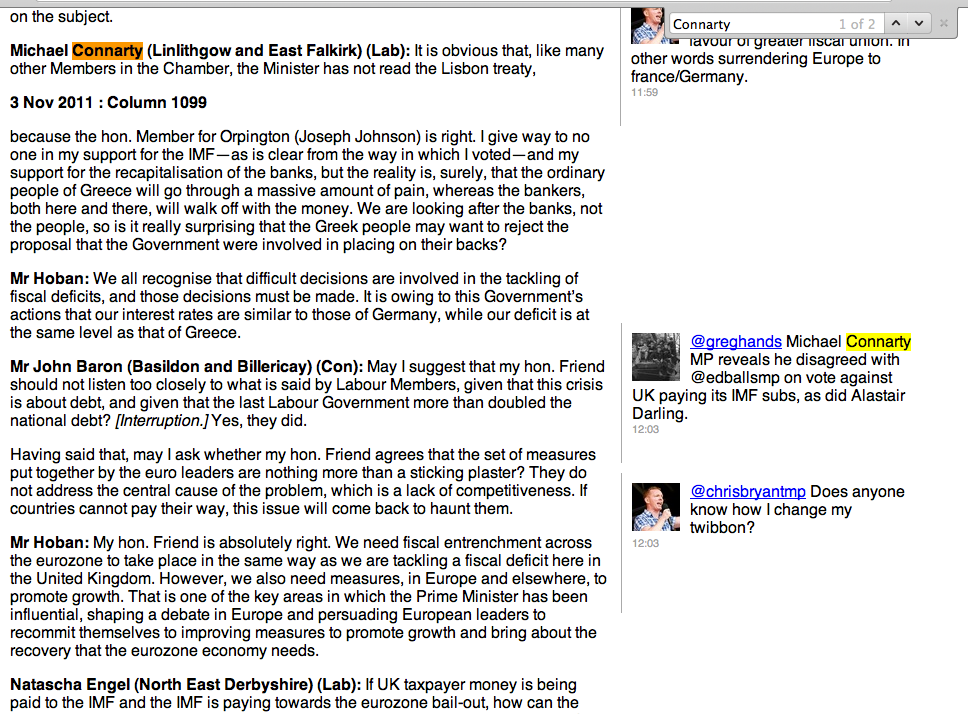 on the subject.
Michael Connarty (Linlithgow and East Falkirk) (Lab): It is obvious that, like many
other Members in the Chamber, the Minister has not read the Lisbon treaty,
3 Nov 2011 : Column 1099
because the hon. Member for Orpington (Joseph Johnson) is right. I give way to no
one in my support for the IMF—as is clear from the way in which I voted—and my
support for the recapitalisation of the banks, but the reality is, surely, that the ordinary
people of Greece will go through a massive amount of pain, whereas the bankers,
both here and there, will walk off with the money. We are looking after the banks, not
the people, so is it really surprising that the Greek people may want to reject the
proposal that the Government were involved in placing on their backs?
Mr Hoban: We all recognise that difficult decisions are involved in the tackling of
fiscal deficits, and those decisions must be made. It is owing to this Government's
actions that our interest rates are similar to those of Germany, while our deficit is at
the same level as that of Greece.
Mr John Baron (Basildon and Billericay) (Con): May I suggest that my hon. Friend
should not listen too closely to what is said by Labour Members, given that this crisis
is about debt, and given that the last Labour Government more than doubled the
national debt? [Interruption.] Yes, they did.
Having said that, may I ask whether my hon. Friend agrees that the set of measures
put together by the euro leaders are nothing more than a sticking plaster? They do
not address the central cause of the problem, which is a lack of competitiveness. If
countries cannot pay their way, this issue will come back to haunt them.
Mr Hoban: My hon. Friend is absolutely right. We need fiscal entrenchment across
the eurozone to take place in the same way as we are tackling a fiscal deficit here in
the United Kingdom. However, we also need measures, in Europe and elsewhere, to
promote growth. That is one of the key areas in which the Prime Minister has been
influential, shaping a debate in Europe and persuading European leaders to
recommit themselves to improving measures to promote growth and bring about the
recovery that the eurozone economy needs.
Natascha Engel (North East Derbyshire) (Lab): If UK taxpayer money is being
paid to the IMF and the IMF is paying towards the eurozone bail-out, how can the
Connarty 1 of 2
favour of greater fiscal union. In
other words surrendering Europe to
france/Germany.
11:59
@greghands Michael Connarty
MP reveals he disagreed with
@edballsmp on vote against
UK paying its IMF subs, as did Alastair
Darling.
12:03
@chrisbryantmp Does anyone
know how I change my
twibbon?
12:03